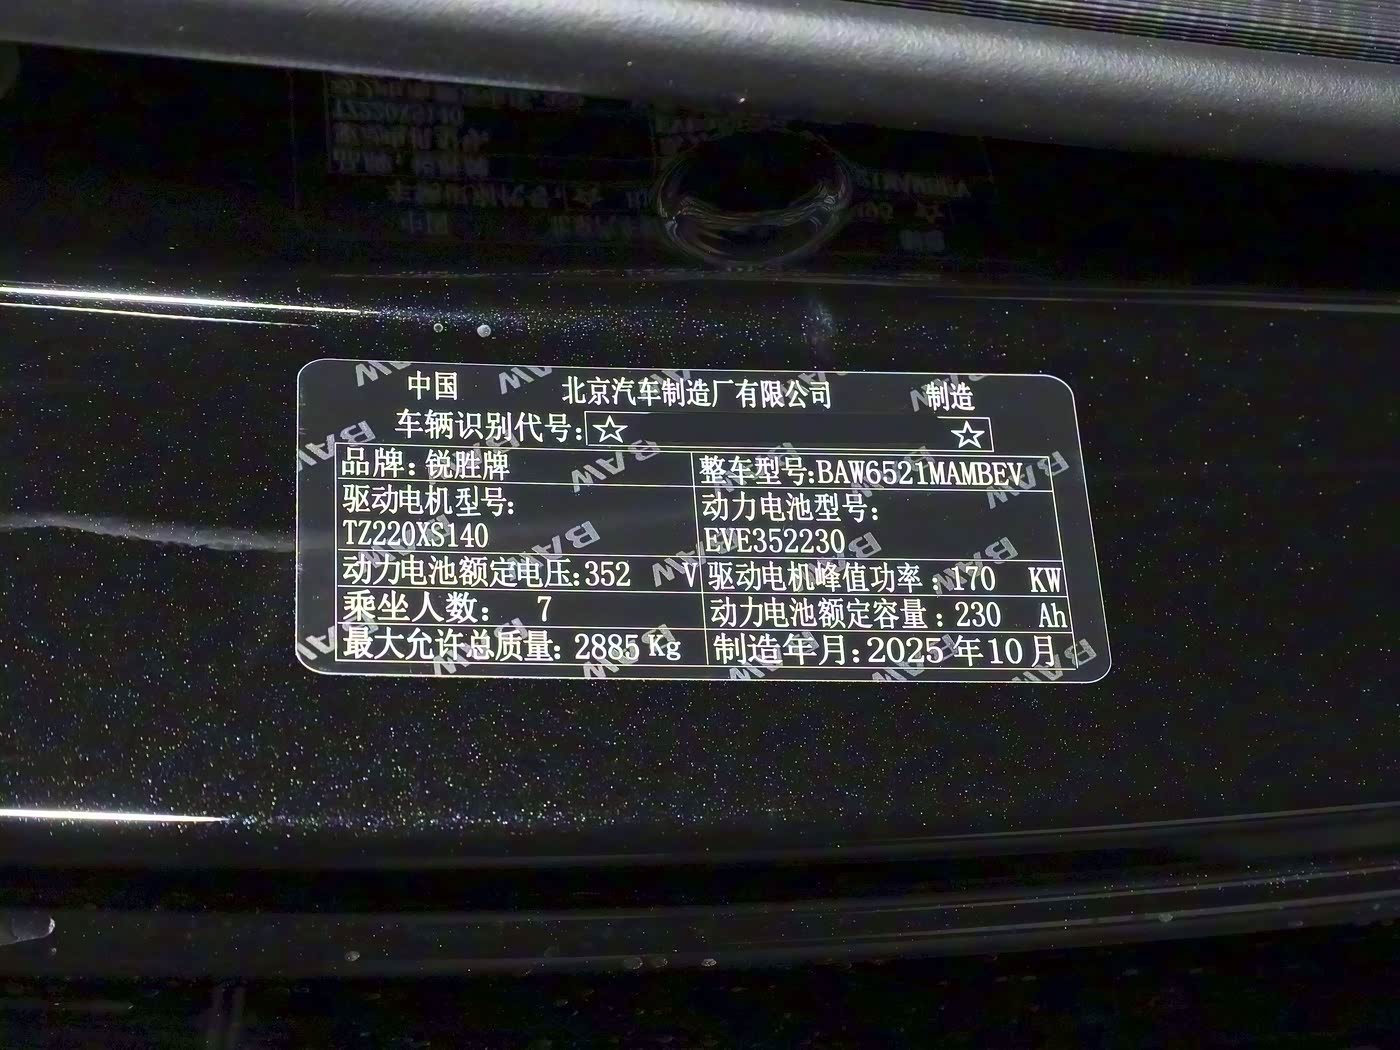 中国 北京汽车制造厂有限公司 制造
车辆识别代号:☆ ☆
品牌: 锐胜牌 整车型号:BAW6521MAMBEV
驱动电机型号: 动力电池型号:
TZ220XS140 EVE352230
动力电池额定电压:352 V 驱动电机峰值功率: 170 KW
乘坐人数: 7 动力电池额定容量: 230 Ah
最大允许总质量: 2885Kg 制造年月:2025年10月